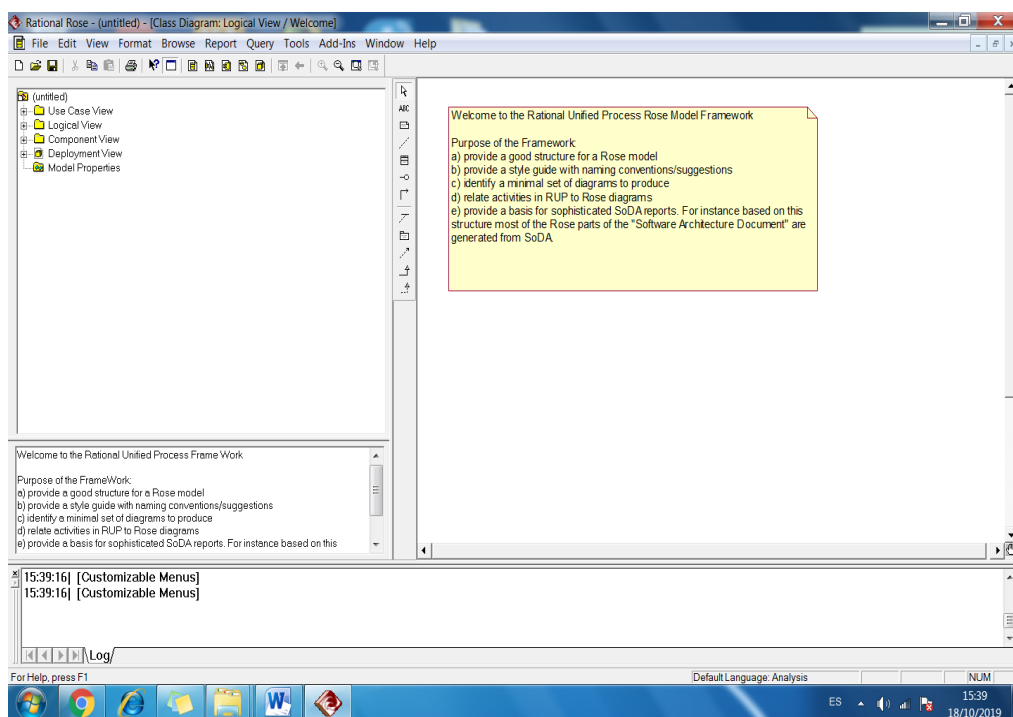 Rational Rose - (untitled) - [Class Diagram: Logical View / Welcome]
File Edit View Format Browse Report Query Tools Add-Ins Window Help
(untitled)
Use Case View
Logical View
Component View
Deployment View
Model Properties
ABC
Welcome to the Rational Unified Process Rose Model Framework
Purpose of the Framework:
a) provide a good structure for a Rose model
b) provide a style guide with naming conventions/suggestions
c) identify a minimal set of diagrams to produce
d) relate activities in RUP to Rose diagrams
e) provide a basis for sophisticated SoDA reports. For instance based on this
structure most of the Rose parts of the "Software Architecture Document" are
generated from SoDA.
Welcome to the Rational Unified Process Frame Work
Purpose of the FrameWork:
a) provide a good structure for a Rose model
b) provide a style guide with naming conventions/suggestions
c) identify a minimal set of diagrams to produce
d) relate activities in RUP to Rose diagrams
e) provide a basis for sophisticated SoDA reports. For instance based on this
15:39:16| [Customizable Menus]
15:39:16| [Customizable Menus]
Log
For Help, press F1
Default Language: Analysis
NUM
ES
15:39
18/10/2019